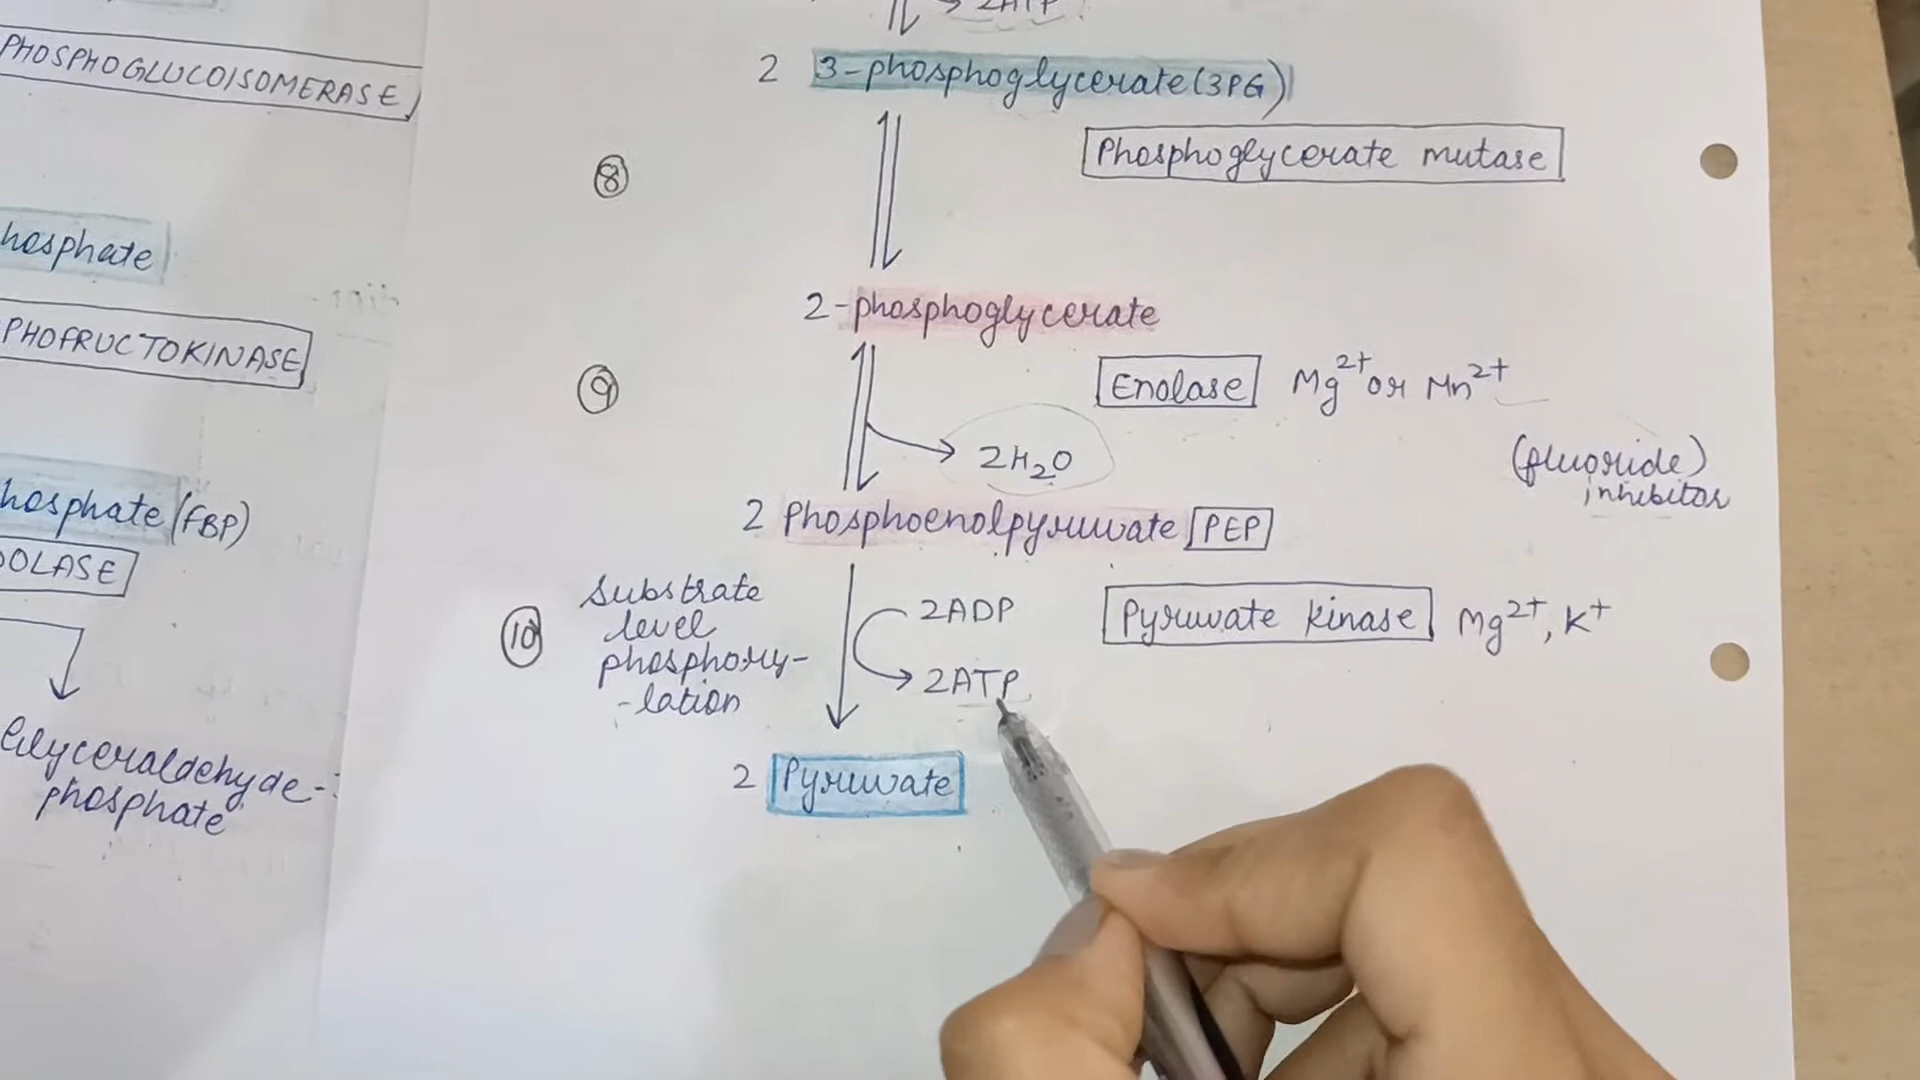 PHOSPHOGLUCOISOMERASE
hosphate
PHOFRUCTOKINASE
hosphate (FBP)
OLASE
Glyceraldehyde-
phosphate
2ATP
2 3-phosphoglycerate (3PG)
8 Phosphoglycerate mutase
2-phosphoglycerate
9 Enolase Mg2+ or Mn2+
2H2O
(fluoride)
inhibitor
2 Phosphoenolpyruvate PEP
10 Substrate
level
phosphory-
-lation
2ADP
2ATP
Pyruvate kinase Mg2+, K+
2 Pyruvate